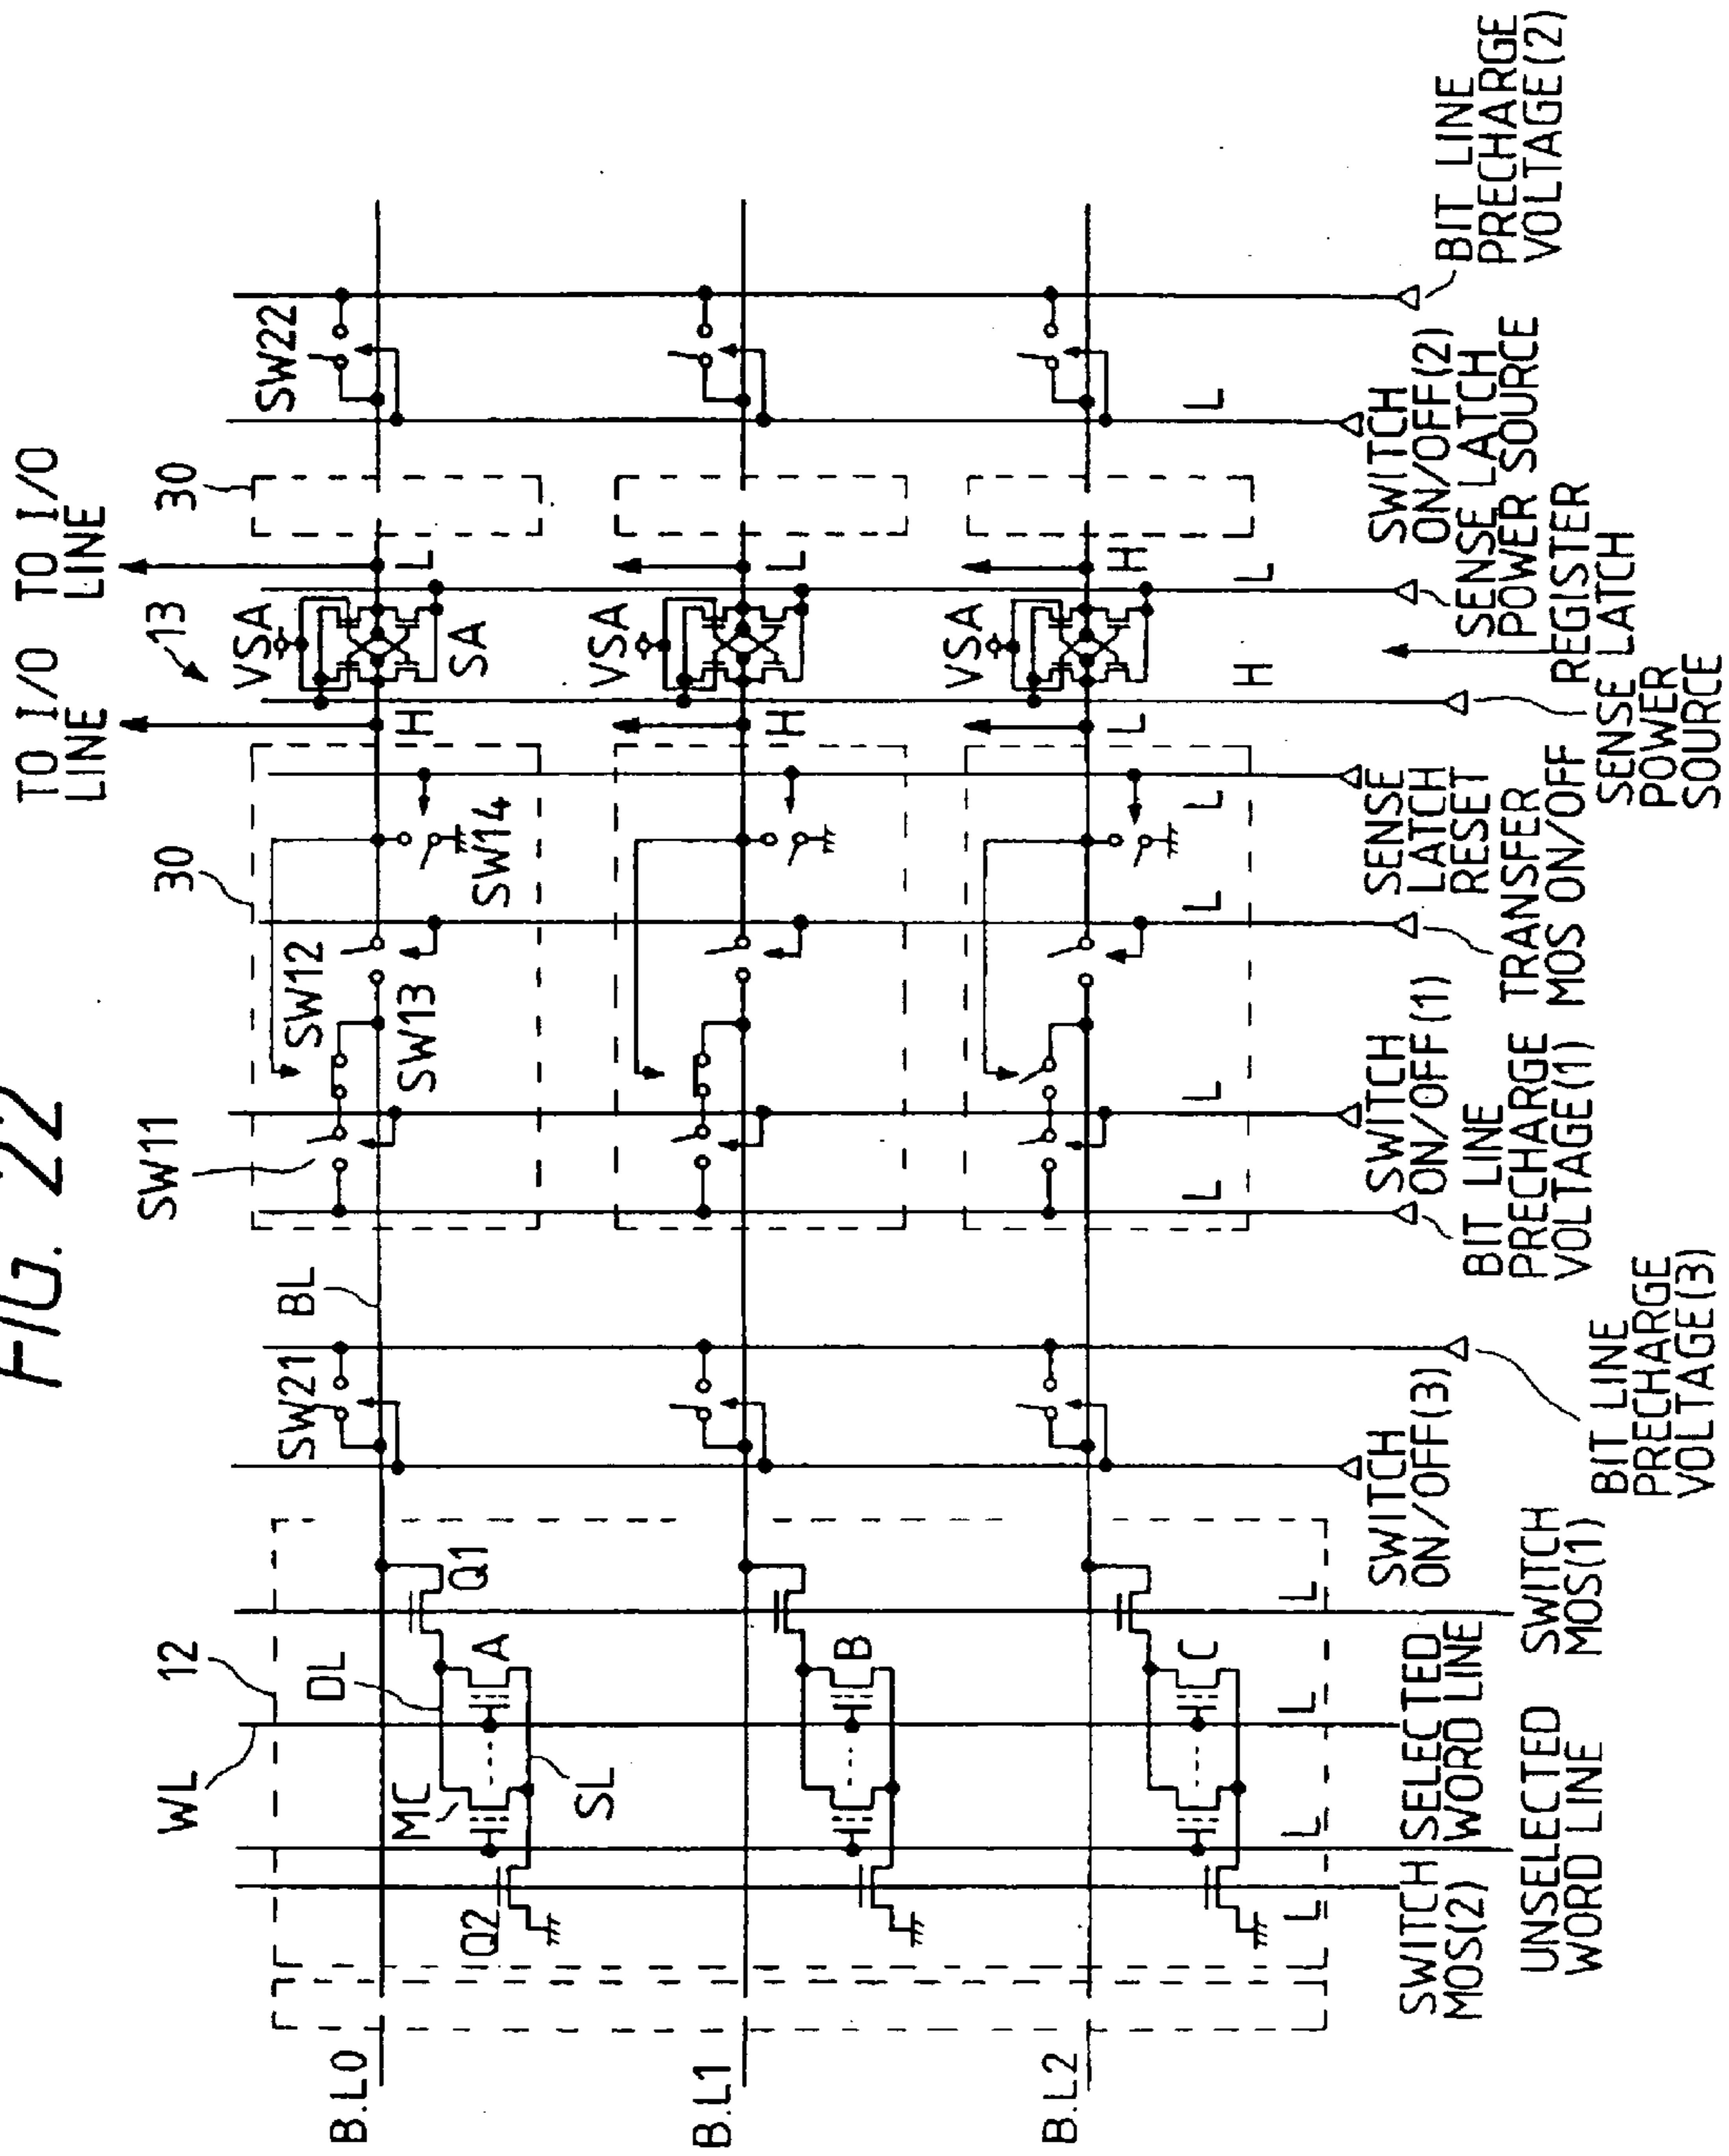 FIG. 22
TO I/O
LINE
TO I/O
LINE
13
30
30
SW11
12
WL
SW22
VSA
SA
H
L
SW12
SW14
SW13
BL
SW21
Q1
DL
A
MC
SL
Q2
B.L0
VSA
H
L
B
B.L1
VSA
L
H
C
B.L2
L
L
L
L
L
L
L
L
H
L
L
SWITCH
MOS(2)
UNSELECTED
WORD LINE
SELECTED
WORD LINE
SWITCH
MOS(1)
SWITCH
ON/OFF(3)
BIT LINE
PRECHARGE
VOLTAGE(3)
BIT LINE
PRECHARGE
VOLTAGE(1)
SWITCH
ON/OFF(1)
TRANSFER
MOS ON/OFF
SENSE
LATCH
RESET
SENSE LATCH
POWER
SOURCE
REGISTER
SENSE LATCH
POWER SOURCE
SWITCH
ON/OFF(2)
BIT LINE
PRECHARGE
VOLTAGE(2)